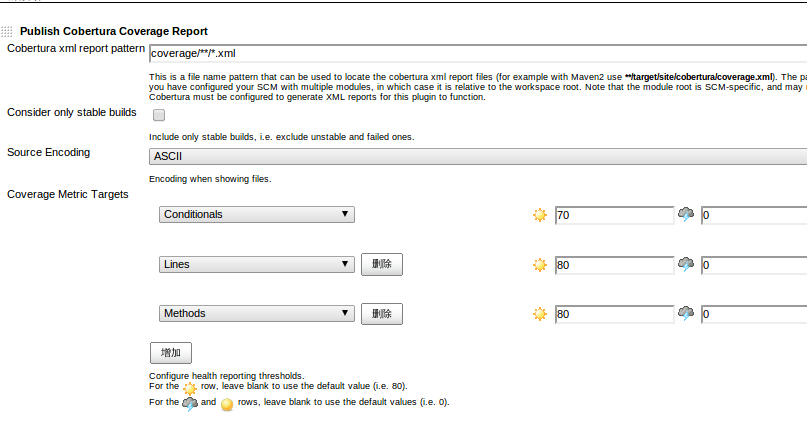 Publish Cobertura Coverage Report
Cobertura xml report pattern coverage/**/*.xml
This is a file name pattern that can be used to locate the cobertura xml report files (for example with Maven2 use **/target/site/cobertura/coverage.xml). The pa
you have configured your SCM with multiple modules, in which case it is relative to the workspace root. Note that the module root is SCM-specific, and may
Cobertura must be configured to generate XML reports for this plugin to function.
Consider only stable builds
Include only stable builds, i.e. exclude unstable and failed ones.
Source Encoding ASCII
Encoding when showing files.
Coverage Metric Targets
Conditionals 70 0
Lines 删除 80 0
Methods 删除 80 0
增加
Configure health reporting thresholds.
For the row, leave blank to use the default value (i.e. 80).
For the and rows, leave blank to use the default values (i.e. 0).